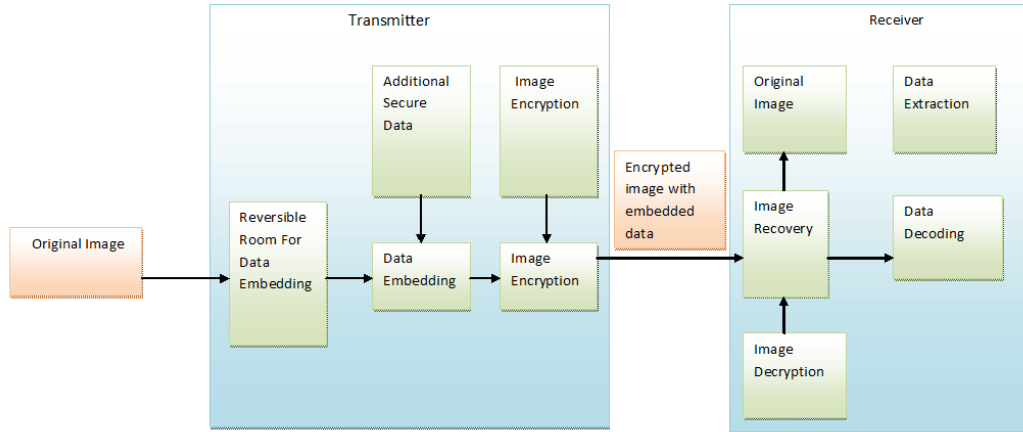 Transmitter
Receiver
Original Image
Reversible
Room For
Data
Embedding
Additional
Secure
Data
Image
Encryption
Data
Embedding
Image
Encryption
Encrypted
image with
embedded
data
Original
Image
Data
Extraction
Image
Recovery
Data
Decoding
Image
Decryption